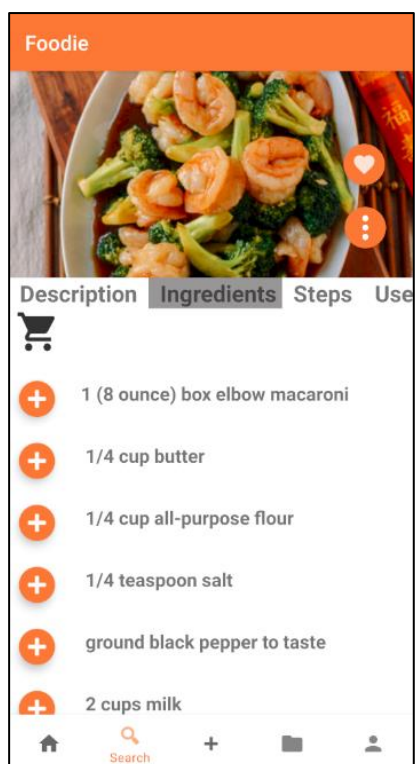 Foodie
福
Description Ingredients Steps Use
1 (8 ounce) box elbow macaroni
1/4 cup butter
1/4 cup all-purpose flour
1/4 teaspoon salt
ground black pepper to taste
2 cups milk
Search